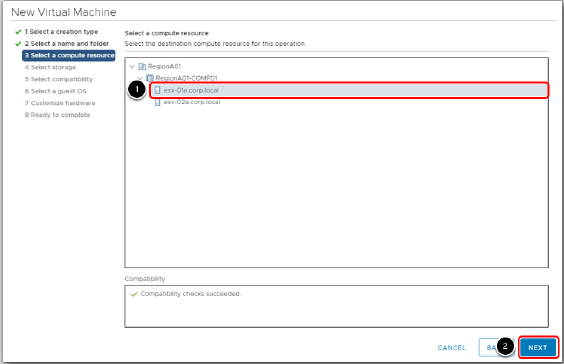 New Virtual Machine
1 Select a creation type
2 Select a name and folder
3 Select a compute resource
4 Select storage
5 Select compatibility
6 Select a guest OS
7 Customize hardware
8 Ready to complete
Select a compute resource
Select the destination compute resource for this operation
RegionA01
RegionA01-COMP01
1
esx-01a.corp.local
esx-02a.corp.local
Compatibility
Compatibility checks succeeded.
CANCEL
BA
2
NEXT